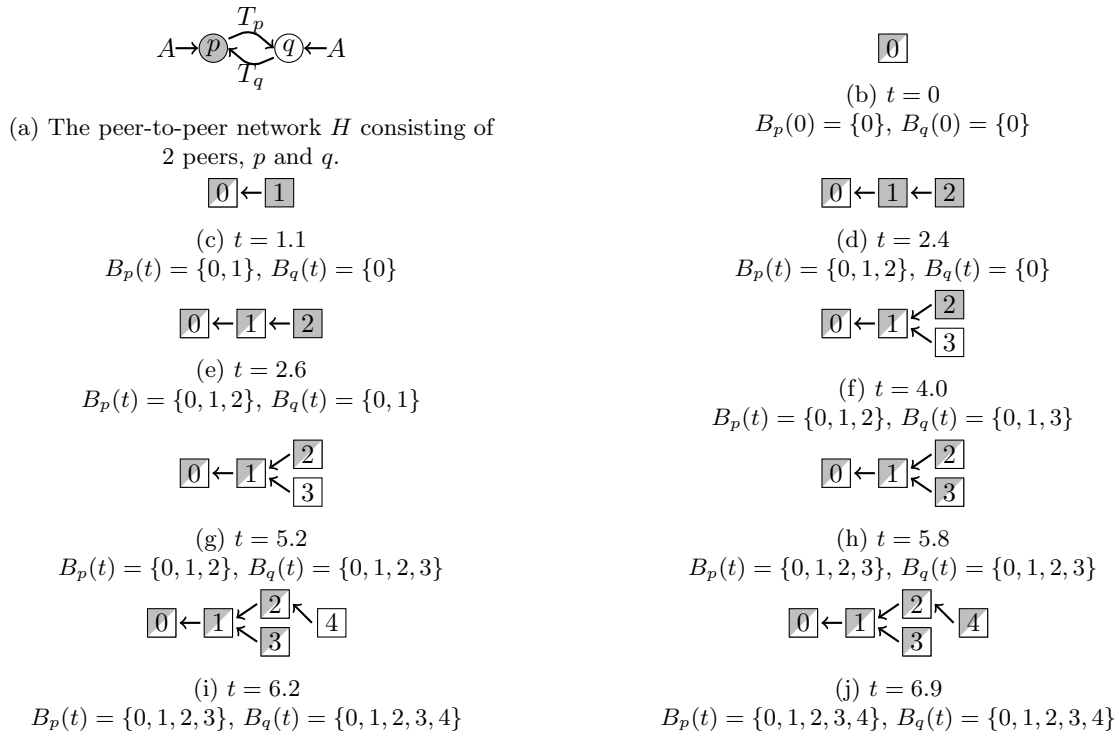 T_p
A p q A
T_q
(a) The peer-to-peer network H consisting of
2 peers, p and q.
0
(b) t = 0
B_p(0) = {0}, B_q(0) = {0}
0 1
(c) t = 1.1
B_p(t) = {0, 1}, B_q(t) = {0}
0 1 2
(d) t = 2.4
B_p(t) = {0, 1, 2}, B_q(t) = {0}
0 1 2
(e) t = 2.6
B_p(t) = {0, 1, 2}, B_q(t) = {0, 1}
2
0 1
3
(f) t = 4.0
B_p(t) = {0, 1, 2}, B_q(t) = {0, 1, 3}
2
0 1
3
(g) t = 5.2
B_p(t) = {0, 1, 2}, B_q(t) = {0, 1, 2, 3}
2
0 1
3
(h) t = 5.8
B_p(t) = {0, 1, 2, 3}, B_q(t) = {0, 1, 2, 3}
2
0 1 4
3
(i) t = 6.2
B_p(t) = {0, 1, 2, 3}, B_q(t) = {0, 1, 2, 3, 4}
2
0 1 4
3
(j) t = 6.9
B_p(t) = {0, 1, 2, 3, 4}, B_q(t) = {0, 1, 2, 3, 4}